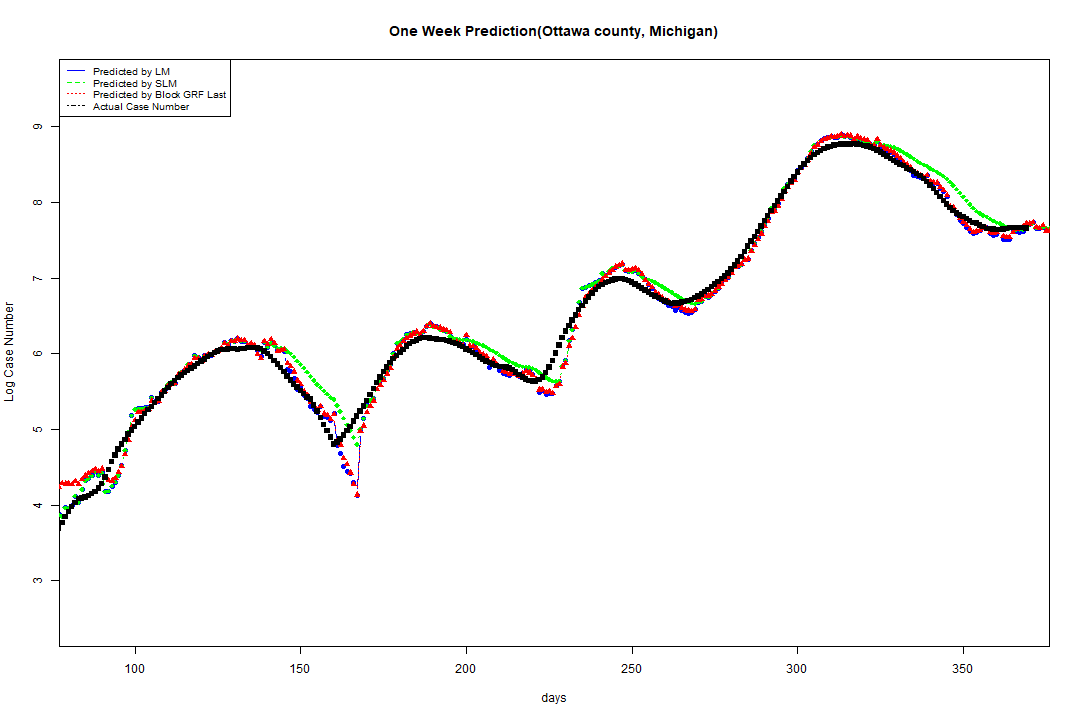 One Week Prediction(Ottawa county, Michigan)
Predicted by LM
Predicted by SLM
Predicted by Block GRF Last
Actual Case Number
Log Case Number
9
8
7
6
5
4
3
100 150 200 250 300 350
days